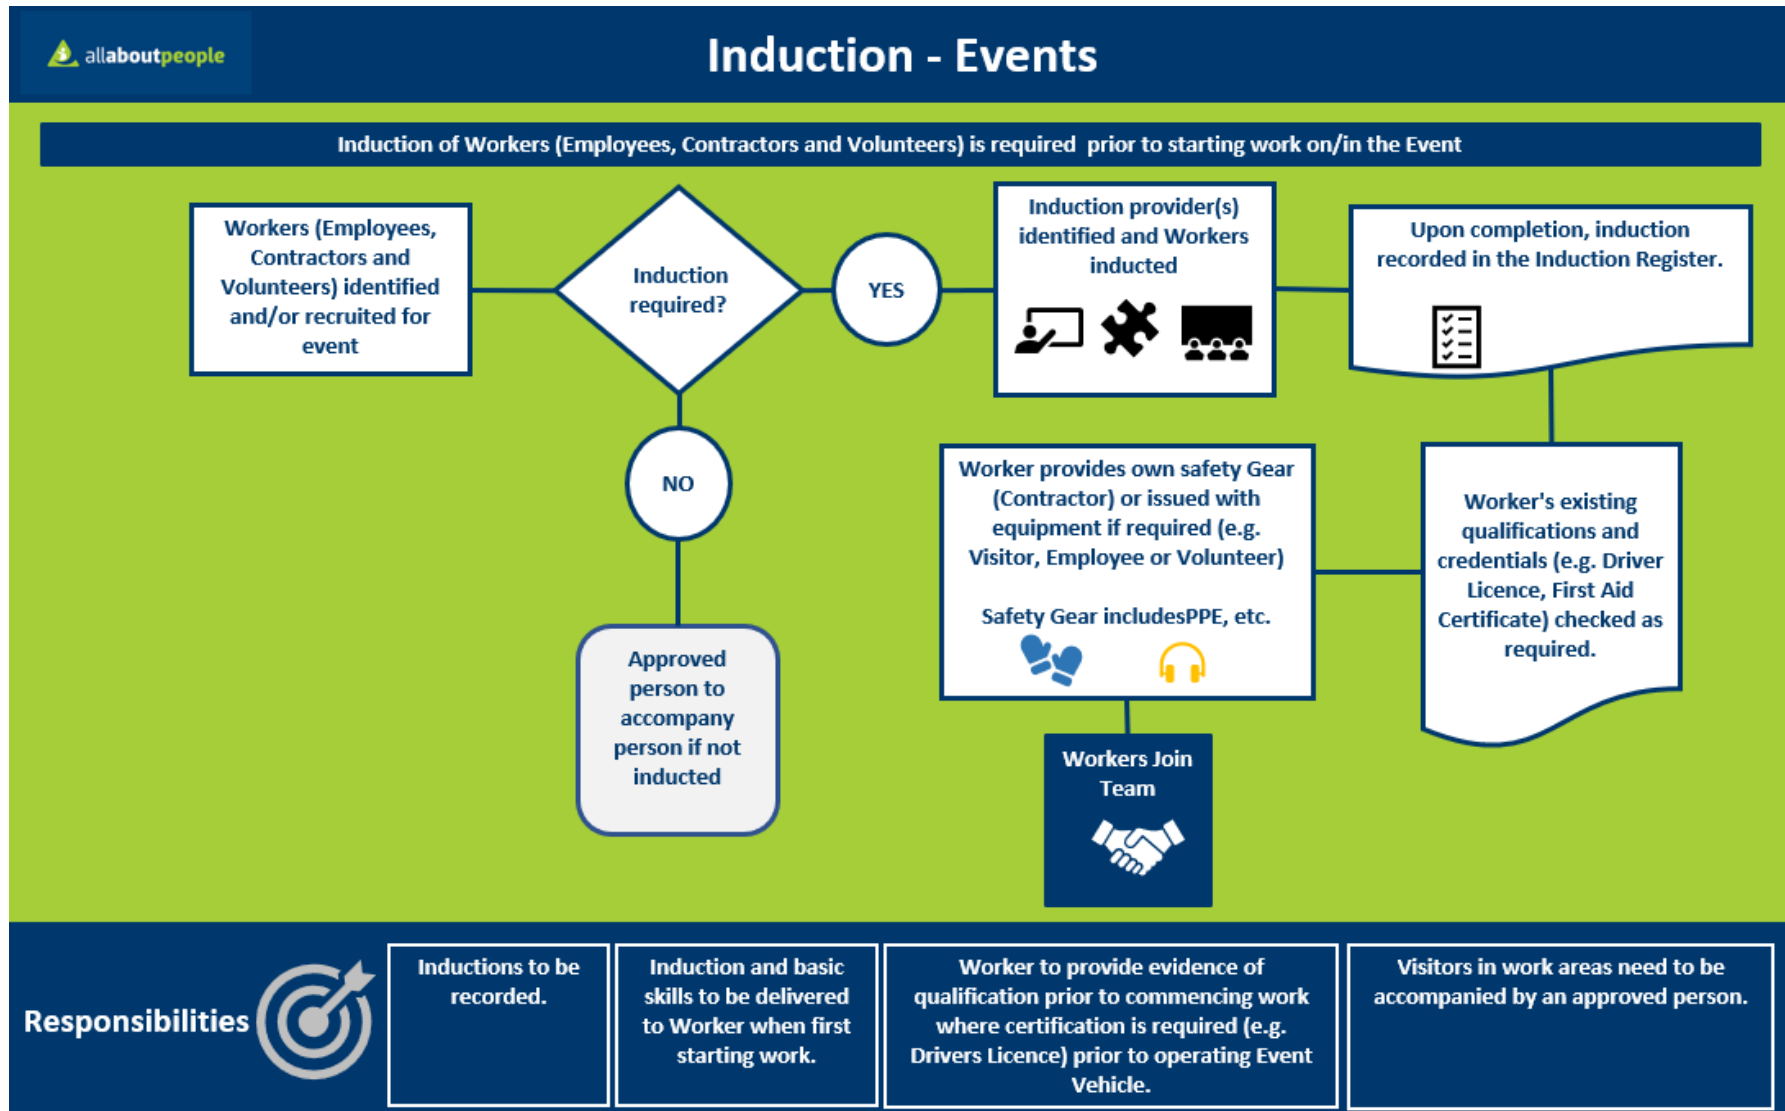 allaboutpeople
Induction - Events
Induction of Workers (Employees, Contractors and Volunteers) is required prior to starting work on/in the Event
Workers (Employees,
Contractors and
Volunteers) identified
and/or recruited for
event
Induction
required?
YES
Induction provider(s)
identified and Workers
inducted
Upon completion, induction
recorded in the Induction Register.
NO
Approved
person to
accompany
person if not
inducted
Worker provides own safety Gear
(Contractor) or issued with
equipment if required (e.g.
Visitor, Employee or Volunteer)
Safety Gear includesPPE, etc.
Worker's existing
qualifications and
credentials (e.g. Driver
Licence, First Aid
Certificate) checked as
required.
Workers Join
Team
Responsibilities
Inductions to be
recorded.
Induction and basic
skills to be delivered
to Worker when first
starting work.
Worker to provide evidence of
qualification prior to commencing work
where certification is required (e.g.
Drivers Licence) prior to operating Event
Vehicle.
Visitors in work areas need to be
accompanied by an approved person.